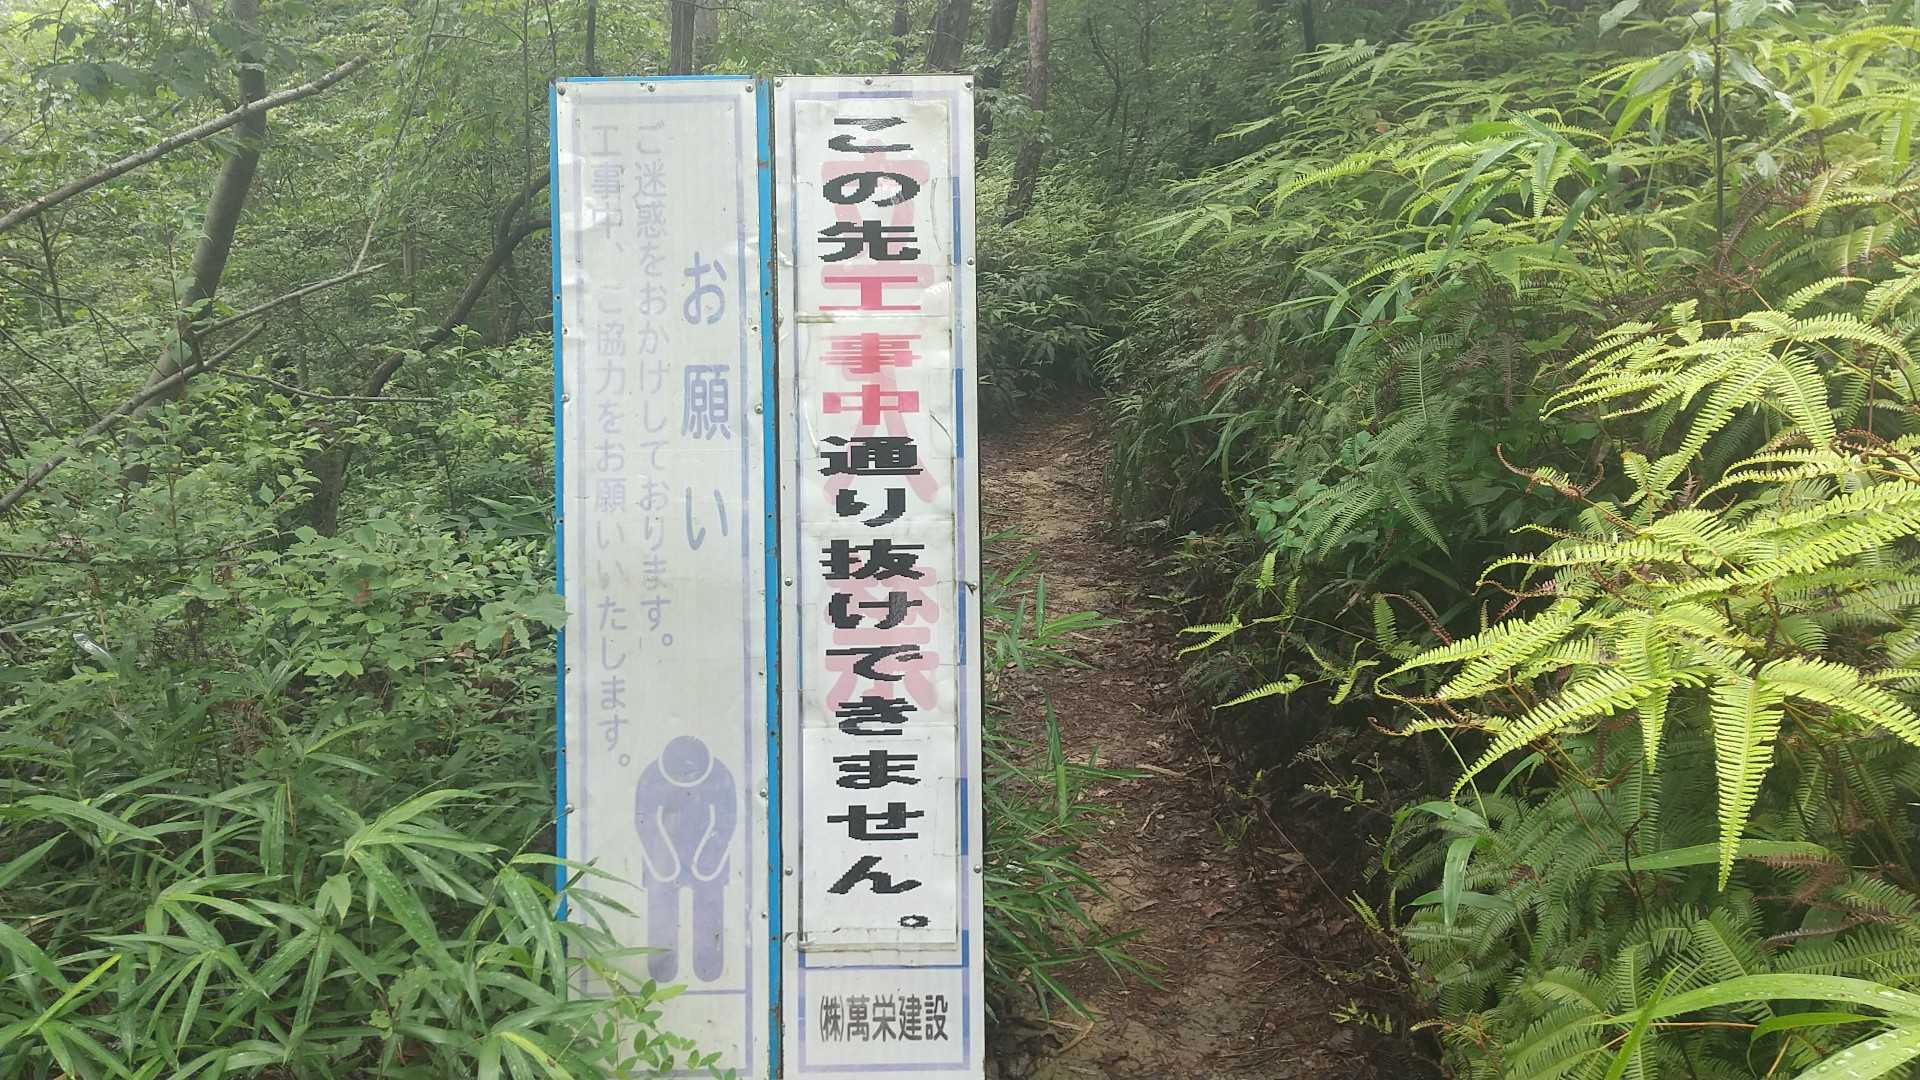 お願い
ご迷惑をおかけしております。
工事中、ご協力をお願いいたします。
この先工事中通り抜けできません。
㈱萬栄建設